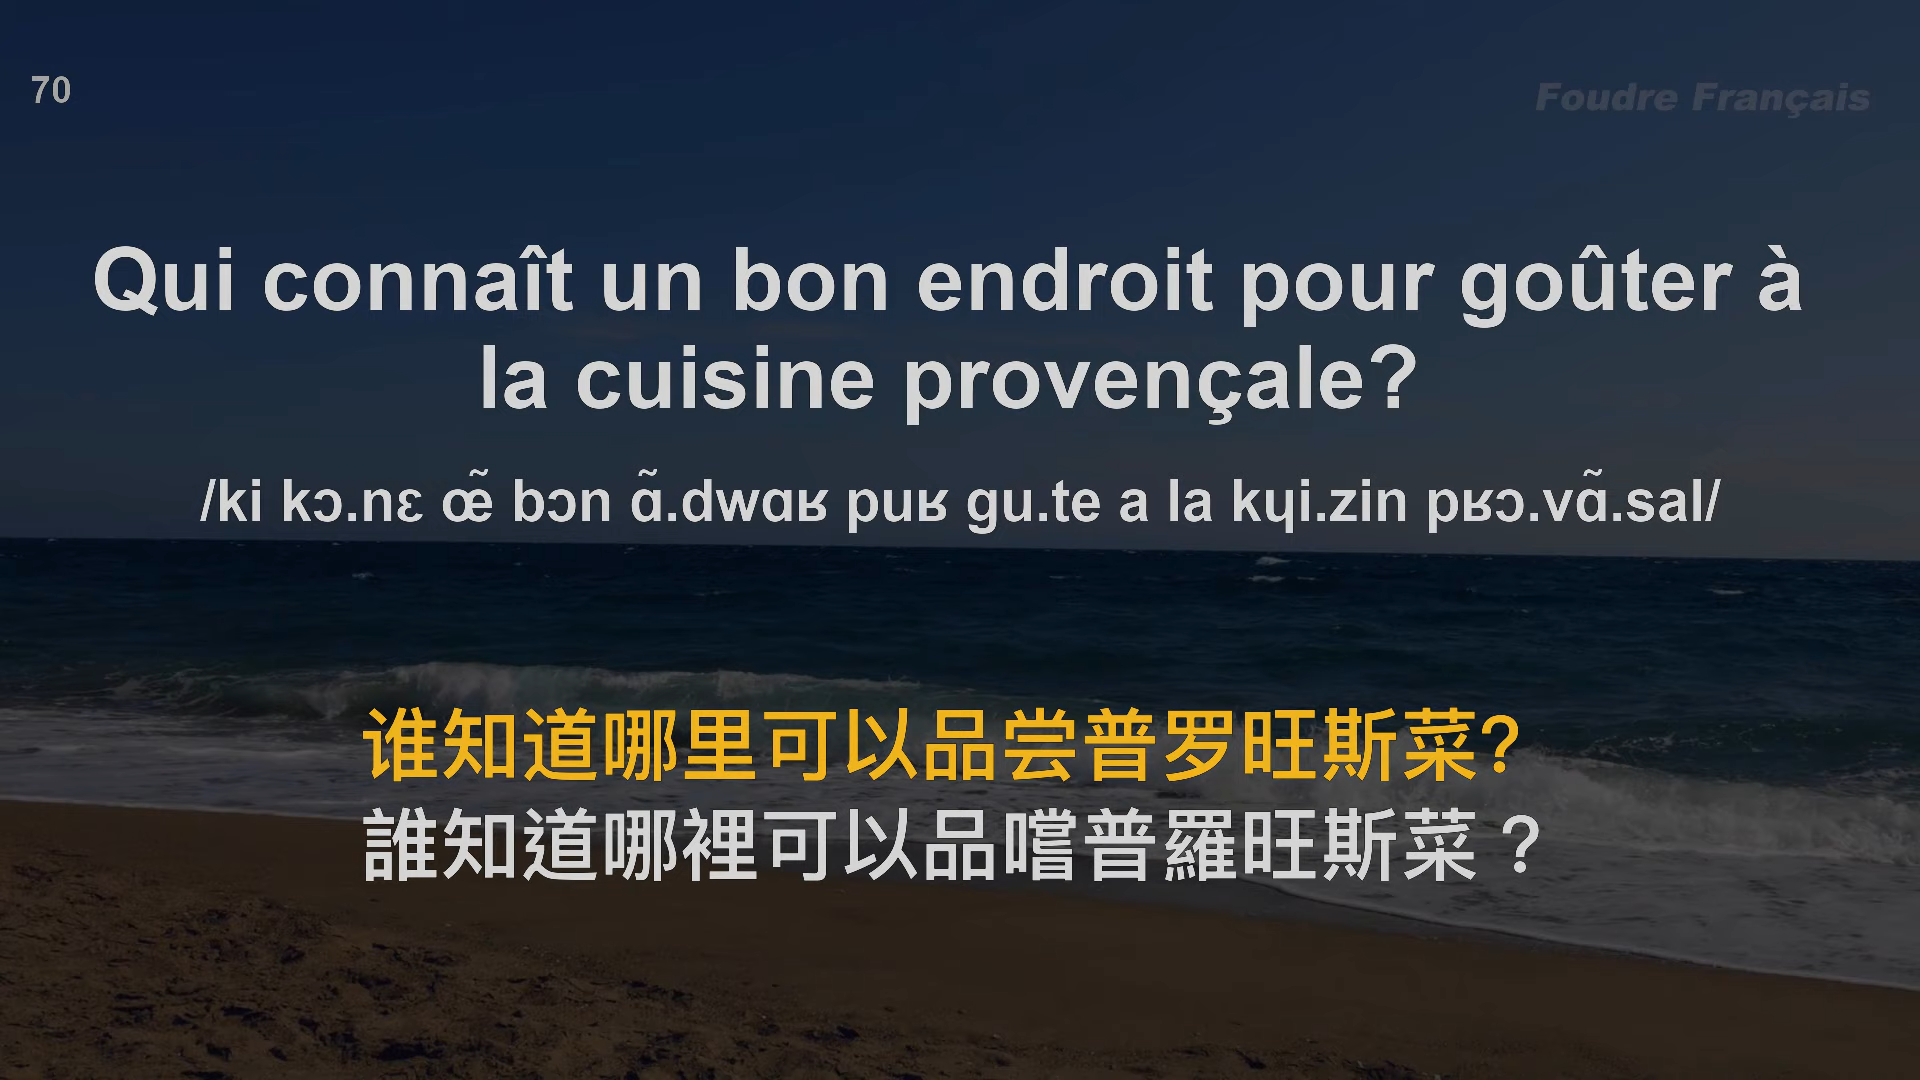 70
Foudre Français
Qui connaît un bon endroit pour goûter à
la cuisine provençale?
/ki kɔ.nɛ œ̃ bɔn ɑ̃.dwɑʁ puʁ gu.te a la kɥi.zin pʁɔ.vɑ̃.sal/
谁知道哪里可以品尝普罗旺斯菜?
誰知道哪裡可以品嚐普羅旺斯菜？